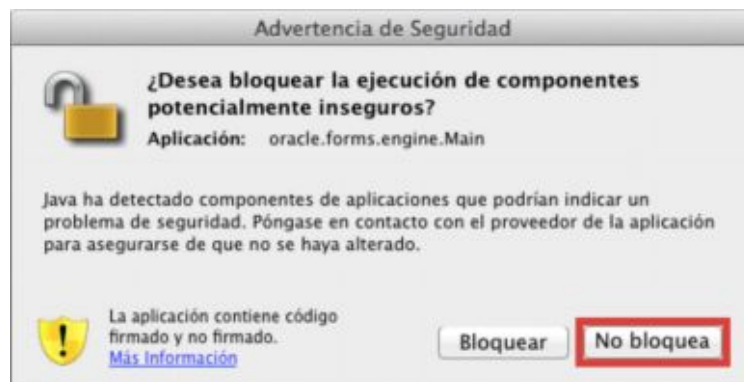 Advertencia de Seguridad
¿Desea bloquear la ejecución de componentes
potencialmente inseguros?
Aplicación: oracle.forms.engine.Main
Java ha detectado componentes de aplicaciones que podrían indicar un
problema de seguridad. Póngase en contacto con el proveedor de la aplicación
para asegurarse de que no se haya alterado.
La aplicación contiene código
firmado y no firmado.
Más Información
Bloquear
No bloquea